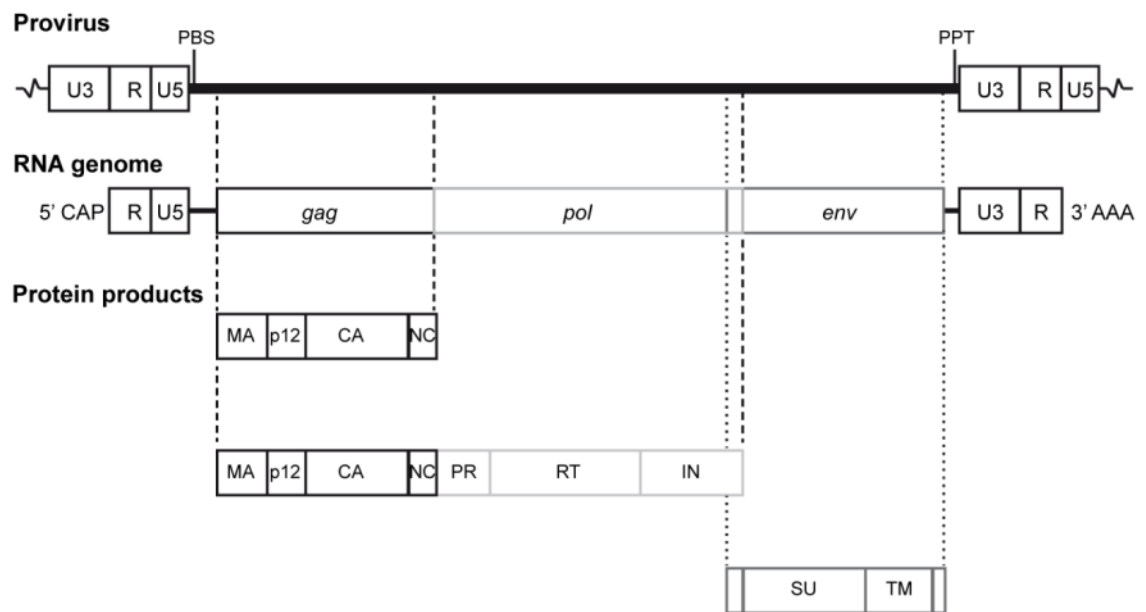 Provirus
PBS PPT
U3 R U5 U3 R U5
RNA genome
5’ CAP R U5 gag pol env U3 R 3’ AAA
Protein products
MA p12 CA NC
MA p12 CA NC PR RT IN
SU TM